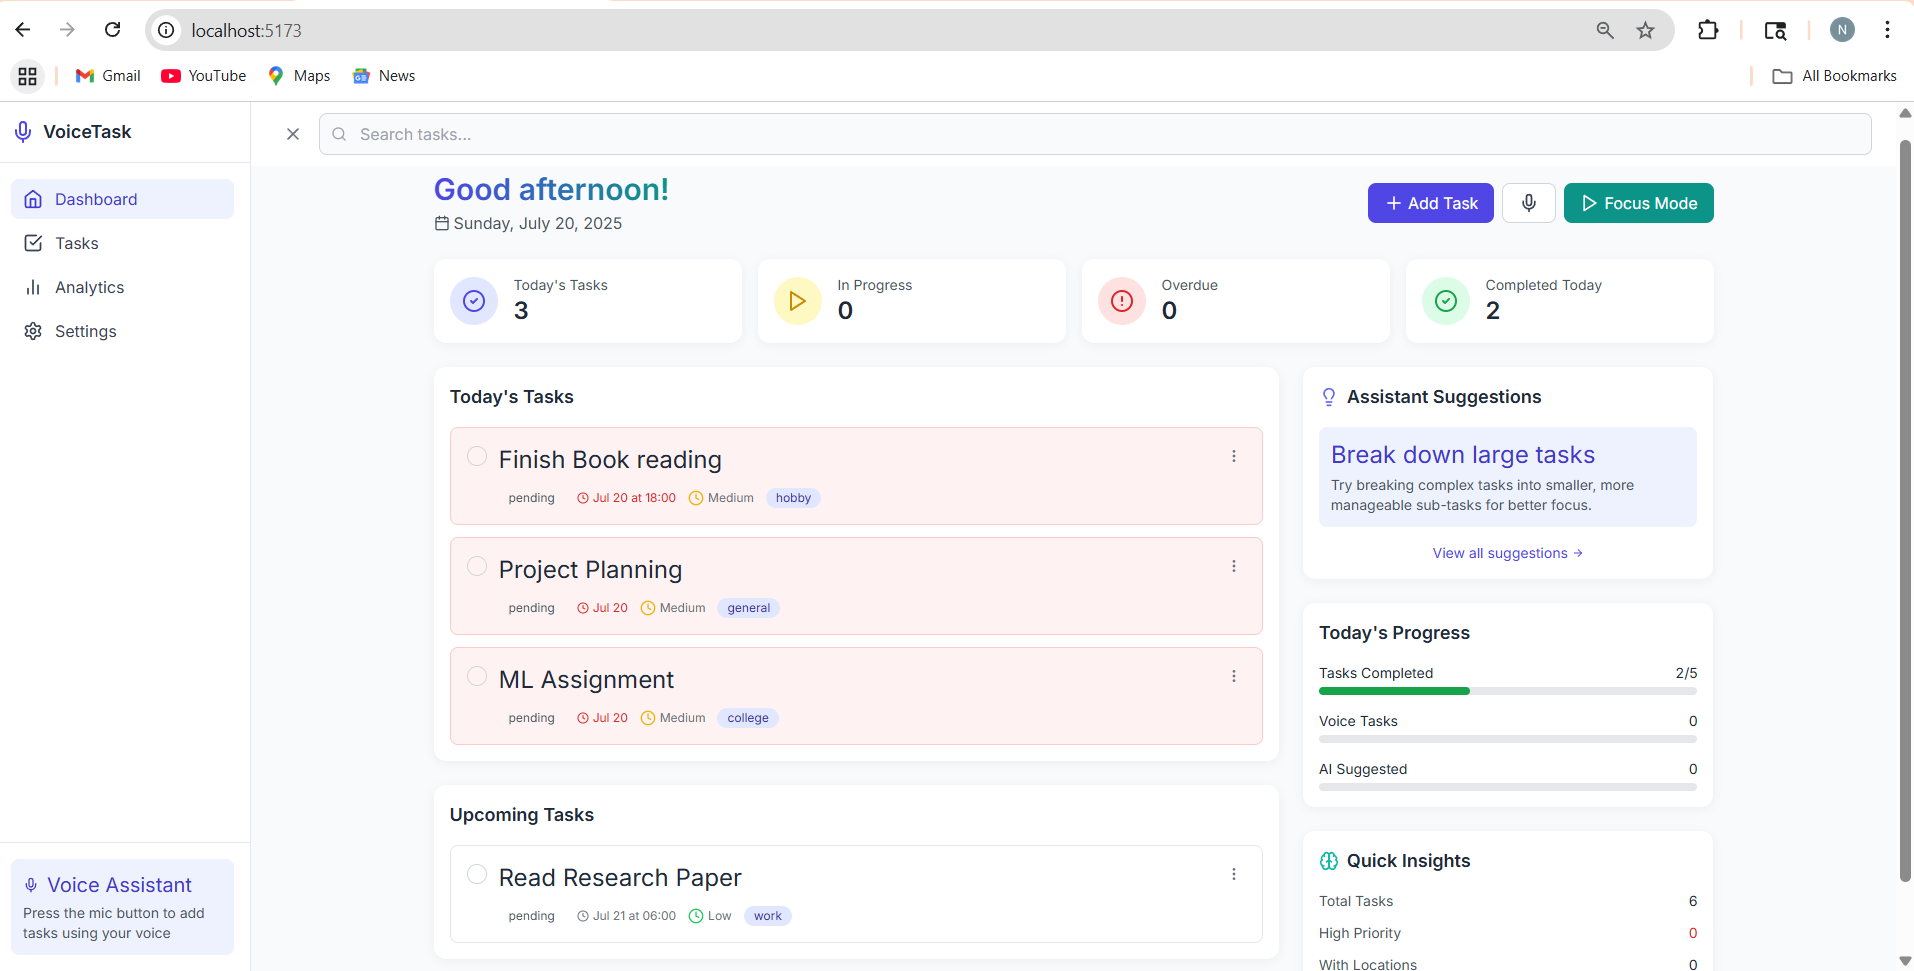 localhost:5173
N
Gmail
YouTube
Maps
News
All Bookmarks
VoiceTask
Search tasks...
Dashboard
Tasks
Analytics
Settings
Good afternoon!
Sunday, July 20, 2025
+ Add Task
Focus Mode
Today's Tasks
3
In Progress
0
Overdue
0
Completed Today
2
Today's Tasks
Finish Book reading
pending Jul 20 at 18:00 Medium hobby
Project Planning
pending Jul 20 Medium general
ML Assignment
pending Jul 20 Medium college
Upcoming Tasks
Read Research Paper
pending Jul 21 at 06:00 Low work
Assistant Suggestions
Break down large tasks
Try breaking complex tasks into smaller, more
manageable sub-tasks for better focus.
View all suggestions →
Today's Progress
Tasks Completed 2/5
Voice Tasks 0
AI Suggested 0
Quick Insights
Total Tasks 6
High Priority 0
With Locations 0
Voice Assistant
Press the mic button to add
tasks using your voice